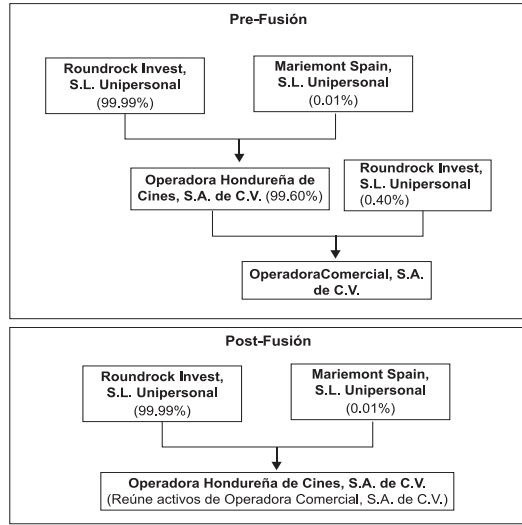 Pre-Fusión
Roundrock Invest,
S.L. Unipersonal
(99.99%)
Mariemont Spain,
S.L. Unipersonal
(0.01%)
Operadora Hondureña de
Cines, S.A. de C.V. (99.60%)
Roundrock Invest,
S.L. Unipersonal
(0.40%)
OperadoraComercial, S.A.
de C.V.
Post-Fusión
Roundrock Invest,
S.L. Unipersonal
(99.99%)
Mariemont Spain,
S.L. Unipersonal
(0.01%)
Operadora Hondureña de Cines, S.A. de C.V.
(Reúne activos de Operadora Comercial, S.A. de C.V.)